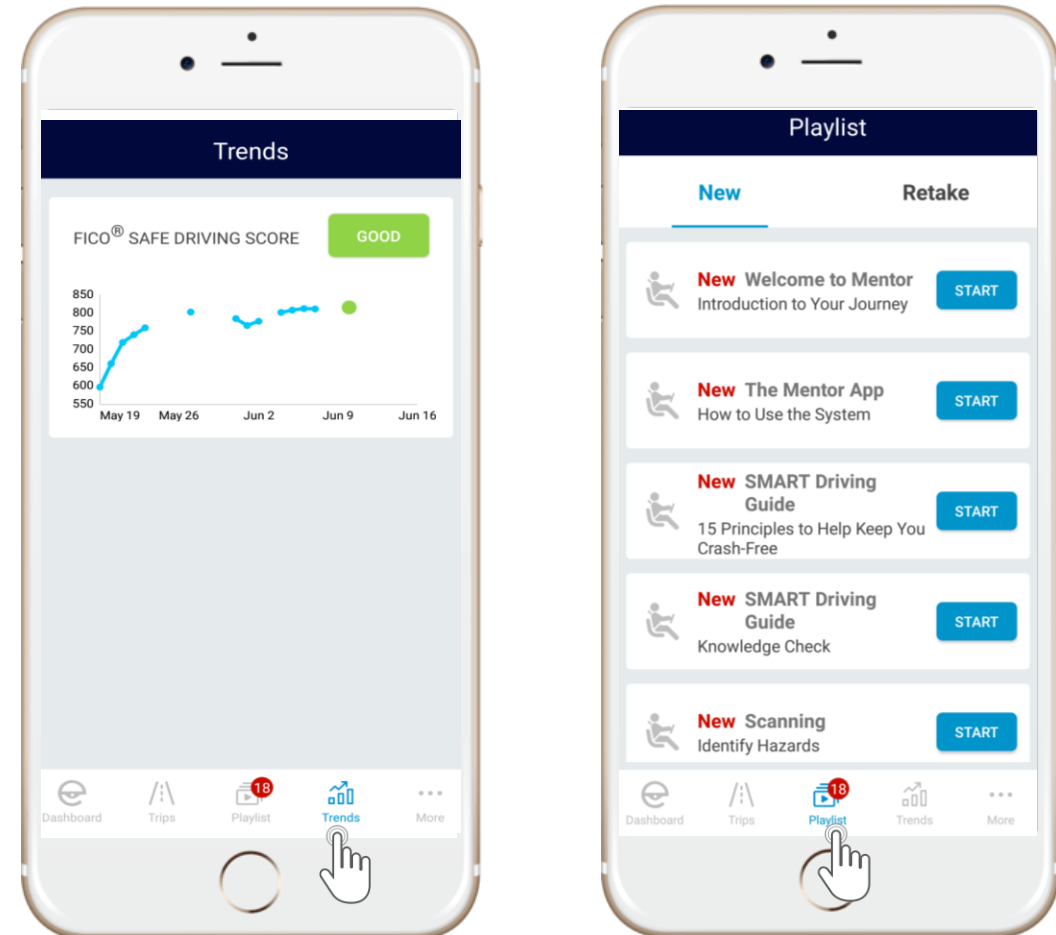 Trends
FICO® SAFE DRIVING SCORE
GOOD
850
800
750
700
650
600
550
May 19 May 26 Jun 2 Jun 9 Jun 16
Dashboard Trips 18 Playlist Trends More
Playlist
New Retake
New Welcome to Mentor
Introduction to Your Journey
START
New The Mentor App
How to Use the System
START
New SMART Driving
Guide
15 Principles to Help Keep You
Crash-Free
START
New SMART Driving
Guide
Knowledge Check
START
New Scanning
Identify Hazards
START
Dashboard Trips 18 Playlist Trends More